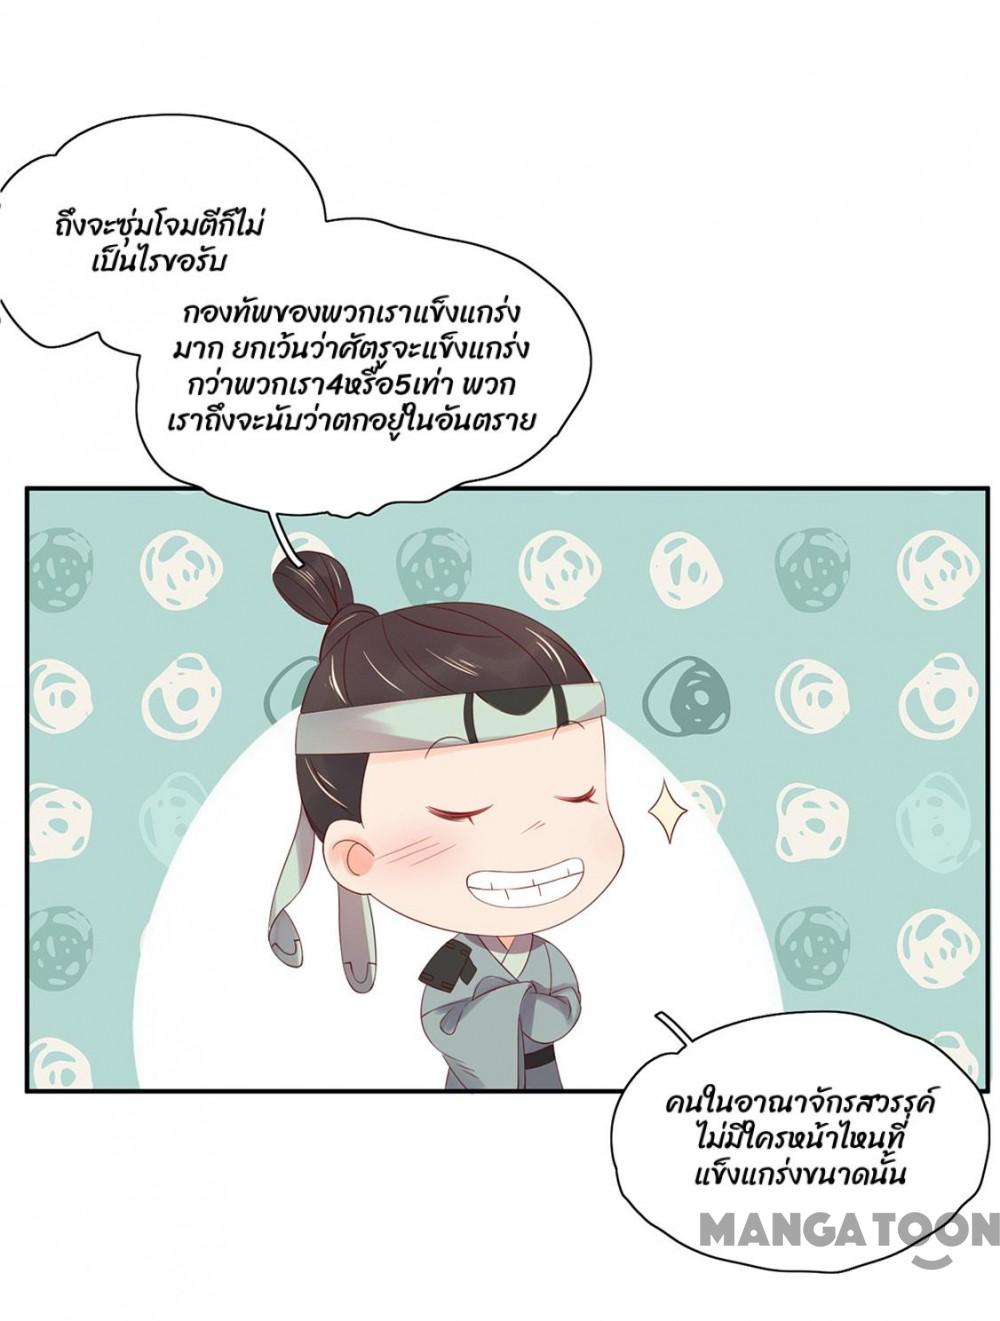 ถึงจะซุ่มโจมตีก็ไม่
เป็นไรขอรับ
กองทัพของพวกเราแข็งแกร่ง
มาก ยกเว้นว่าศัตรูจะแข็งแกร่ง
กว่าพวกเรา4หรือ5เท่า พวก
เราถึงจะนับว่าตกอยู่ในอันตราย
คนในอาณาจักรสวรรค์
ไม่มีใครหน้าไหนที่
แข็งแกร่งขนาดนั้น
MANGATOON